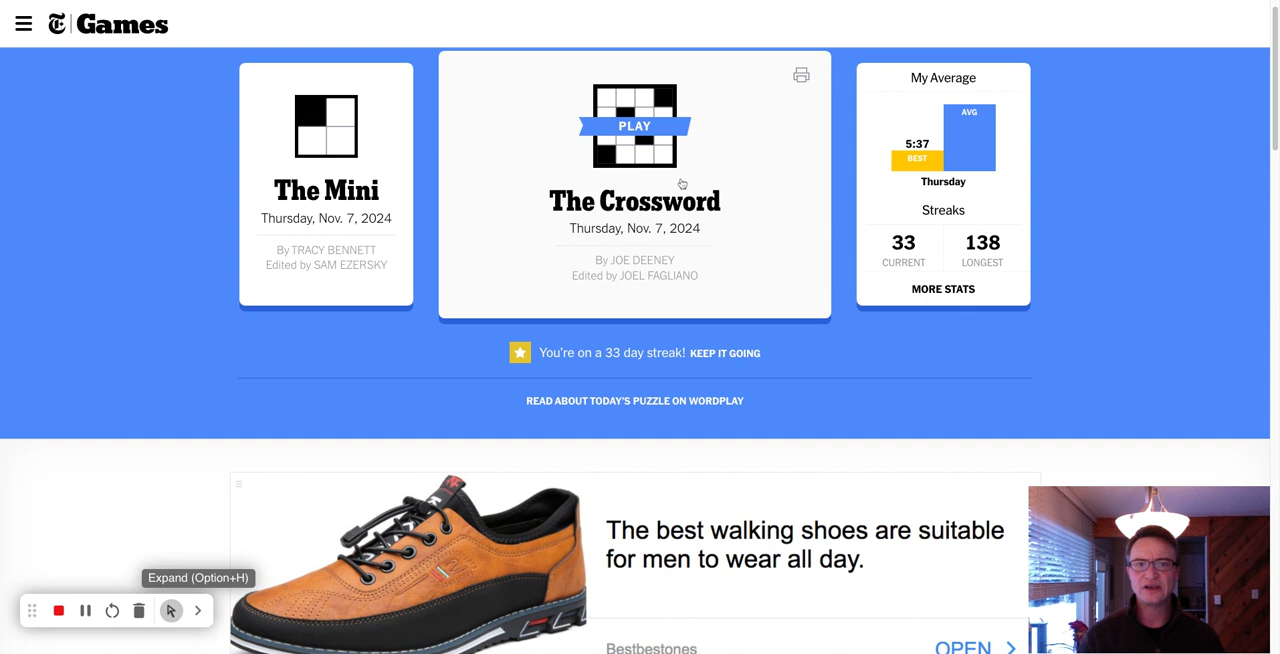 Games
The Mini
Thursday, Nov. 7, 2024
By TRACY BENNETT
Edited by SAM EZERSKY
PLAY
The Crossword
Thursday, Nov. 7, 2024
By JOE DEENEY
Edited by JOEL FAGLIANO
My Average
AVG
5:37
BEST
Thursday
Streaks
33
138
CURRENT
LONGEST
MORE STATS
You're on a 33 day streak! KEEP IT GOING
READ ABOUT TODAY'S PUZZLE ON WORDPLAY
The best walking shoes are suitable
for men to wear all day.
Bestbestones
OPEN
Expand (Option+H)